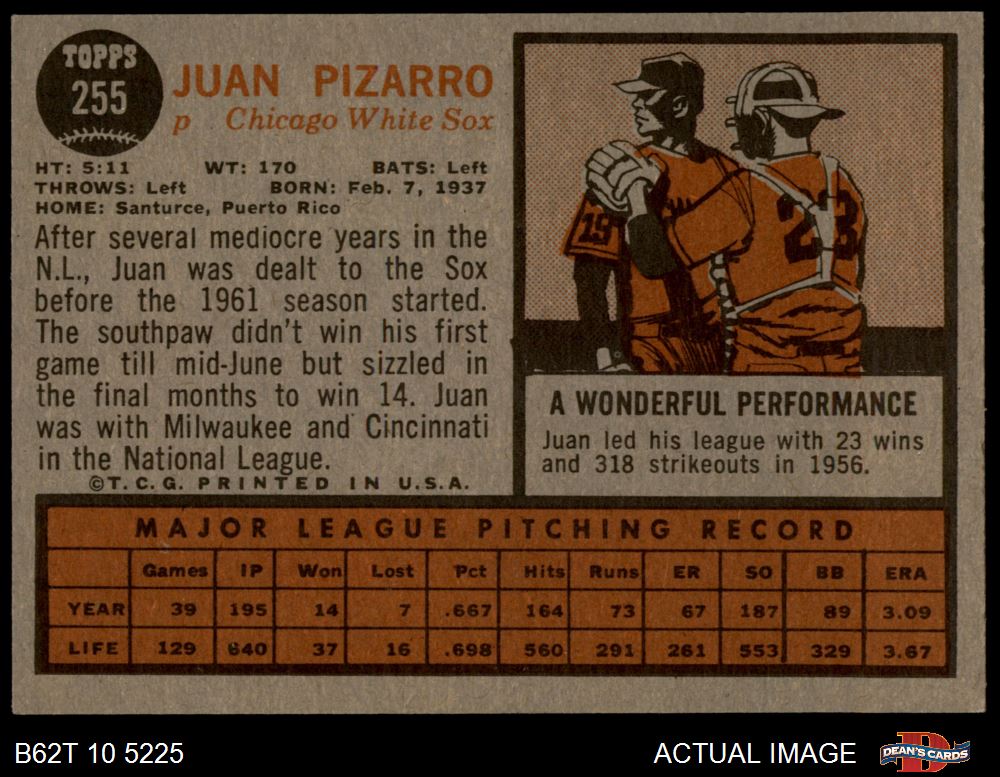 TOPPS
255
JUAN PIZARRO
p Chicago White Sox
HT: 5:11 WT: 170 BATS: Left
THROWS: Left BORN: Feb. 7, 1937
HOME: Santurce, Puerto Rico
After several mediocre years in the
N.L., Juan was dealt to the Sox
before the 1961 season started.
The southpaw didn't win his first
game till mid-June but sizzled in
the final months to win 14. Juan
was with Milwaukee and Cincinnati
in the National League.
©T. C. G. PRINTED IN U.S.A.
19
23
A WONDERFUL PERFORMANCE
Juan led his league with 23 wins
and 318 strikeouts in 1956.
MAJOR LEAGUE PITCHING RECORD
Games IP Won Lost Pct Hits Runs ER SO BB ERA
YEAR 39 195 14 7 .667 164 73 67 187 89 3.09
LIFE 129 640 37 16 .698 560 291 261 553 329 3.67
B62T 10 5225
ACTUAL IMAGE
DEAN'S CARDS